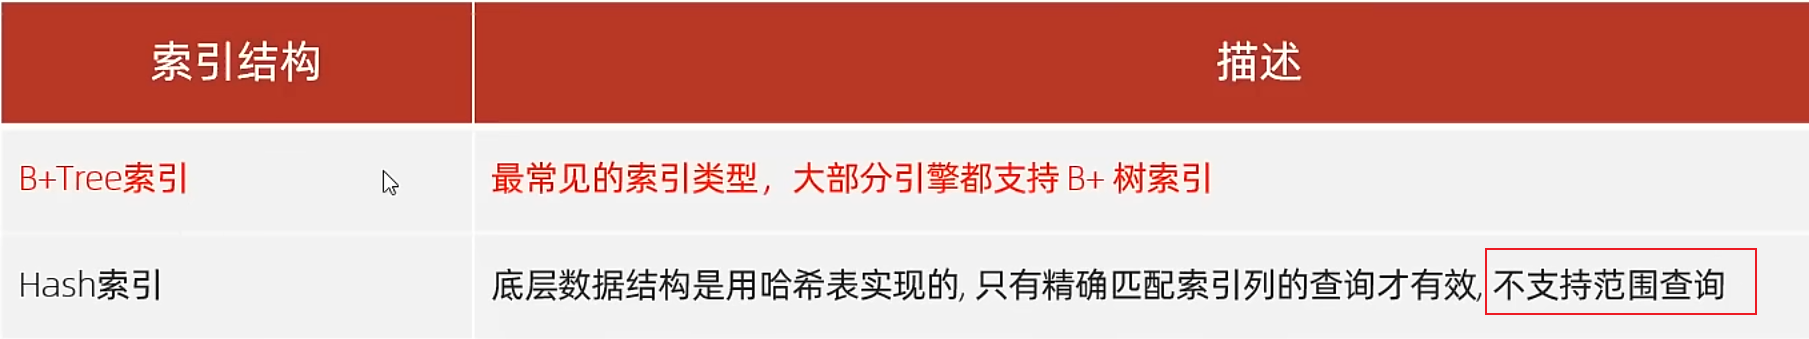 索引结构
描述
B+Tree索引
最常见的索引类型，大部分引擎都支持 B+ 树索引
Hash索引
底层数据结构是用哈希表实现的, 只有精确匹配索引列的查询才有效, 不支持范围查询